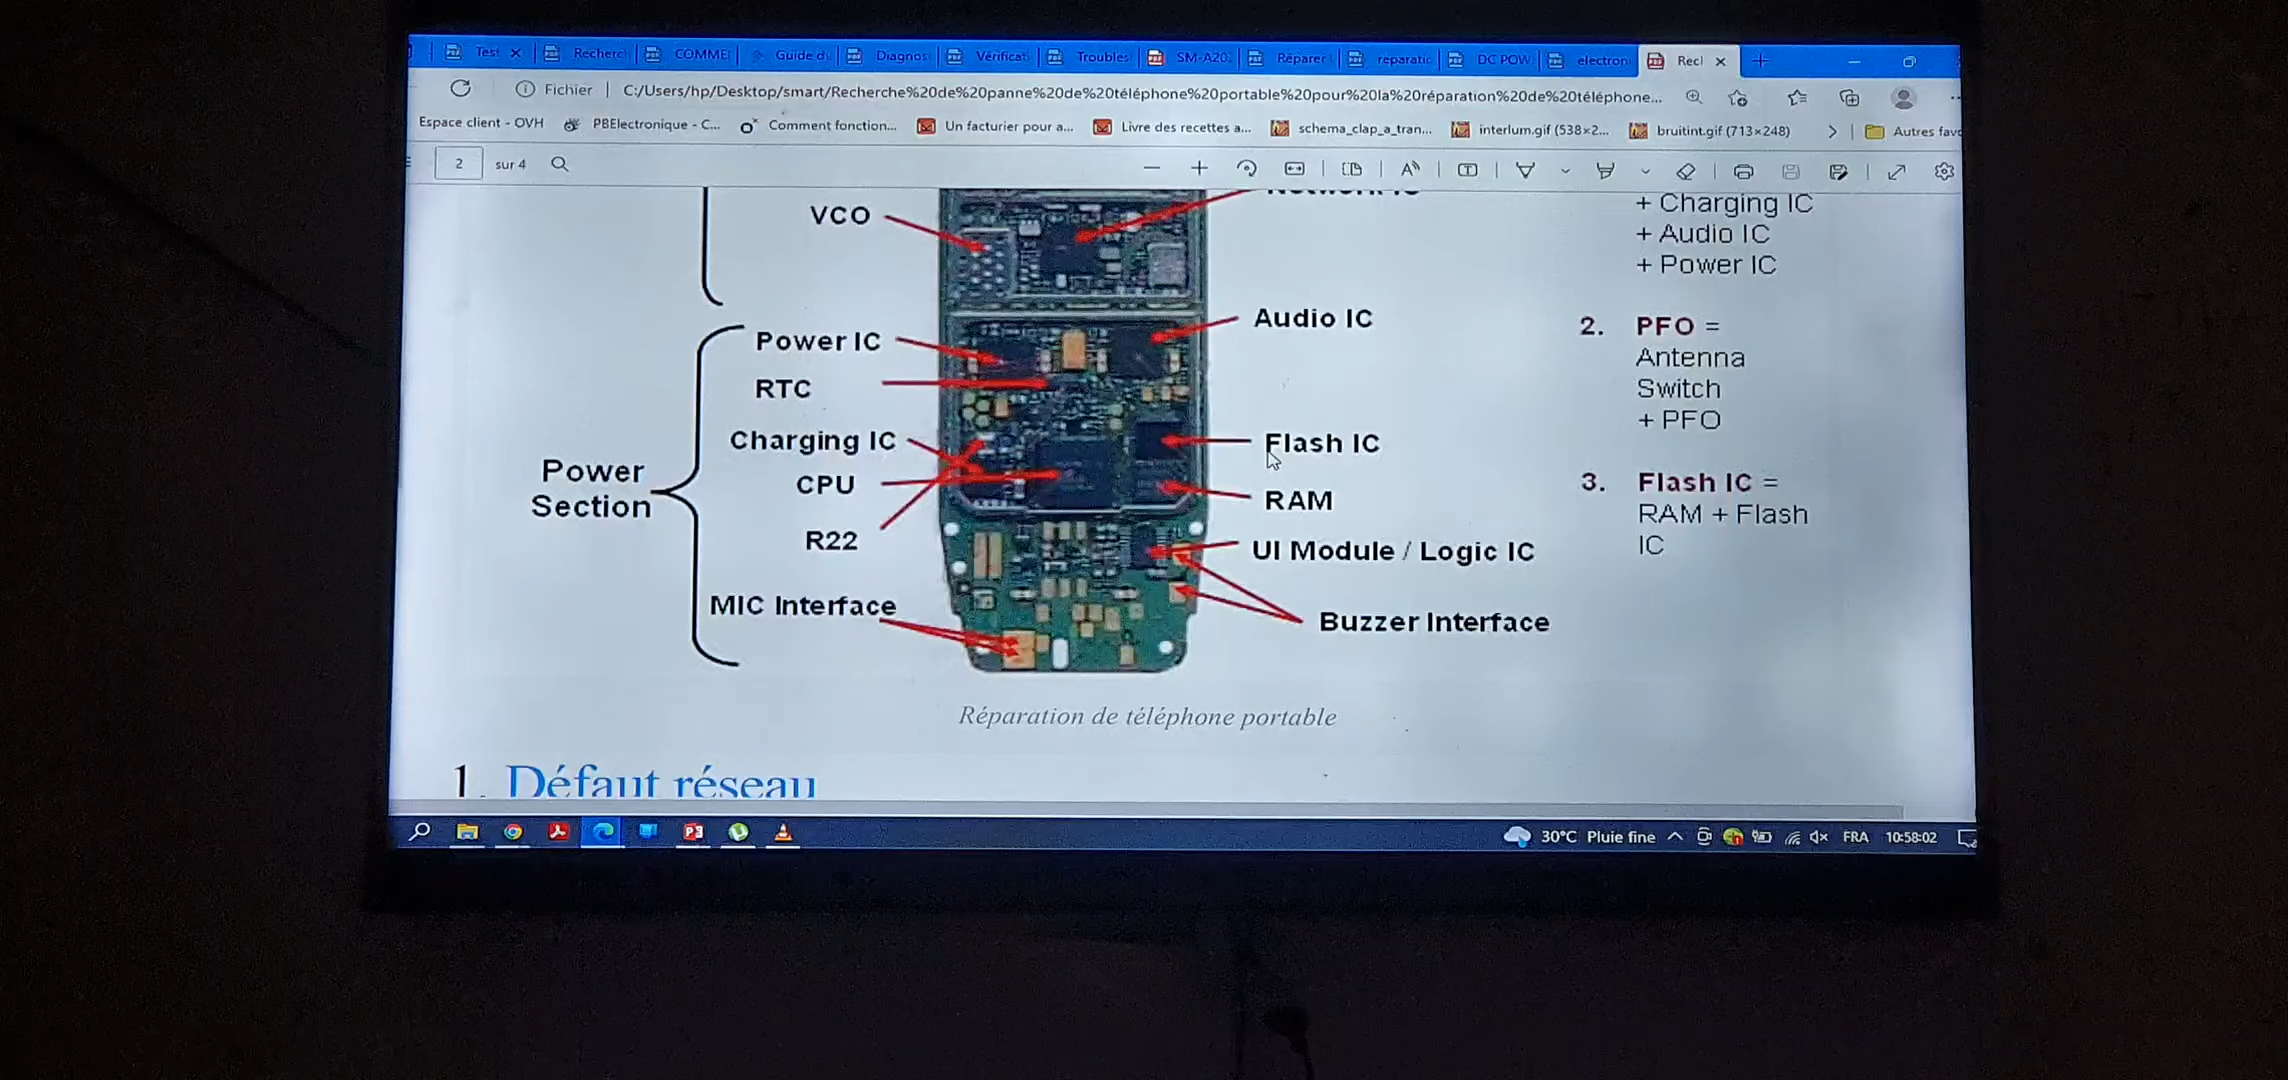 Test
Recherc
COMME
Guide du
Diagnos
Vérificati
Troubles
SM-A20
Réparer
reparatic
DC POW
electron
Recl
Fichier
C:/Users/hp/Desktop/smart/Recherche%20de%20panne%20de%20téléphone%20portable%20pour%20la%20réparation%20de%20téléphone...
Espace client - OVH
PBElectronique - C...
Comment fonction...
Un facturier pour a...
Livre des recettes a...
schema_clap_a_tran...
interlum.gif (538×2...
bruitint.gif (713×248)
Autres favo
2
sur 4
VCO
Power IC
RTC
Charging IC
CPU
R22
MIC Interface
Power
Section
Audio IC
Flash IC
RAM
UI Module / Logic IC
Buzzer Interface
+ Charging IC
+ Audio IC
+ Power IC
2. PFO =
Antenna
Switch
+ PFO
3. Flash IC =
RAM + Flash
IC
Réparation de téléphone portable
1. Défaut réseau
30°C Pluie fine
FRA
10:58:02